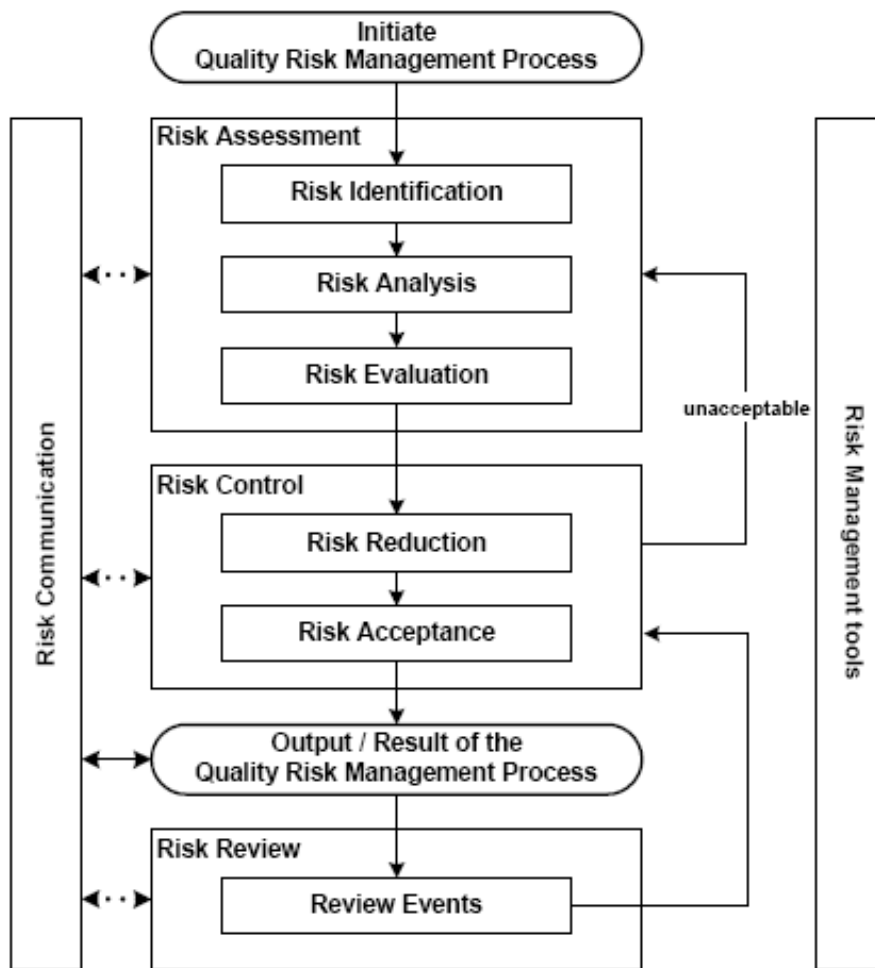 Initiate
Quality Risk Management Process
Risk Assessment
Risk Identification
Risk Analysis
Risk Evaluation
unacceptable
Risk Control
Risk Reduction
Risk Acceptance
Output / Result of the
Quality Risk Management Process
Risk Review
Review Events
Risk Communication
Risk Management tools